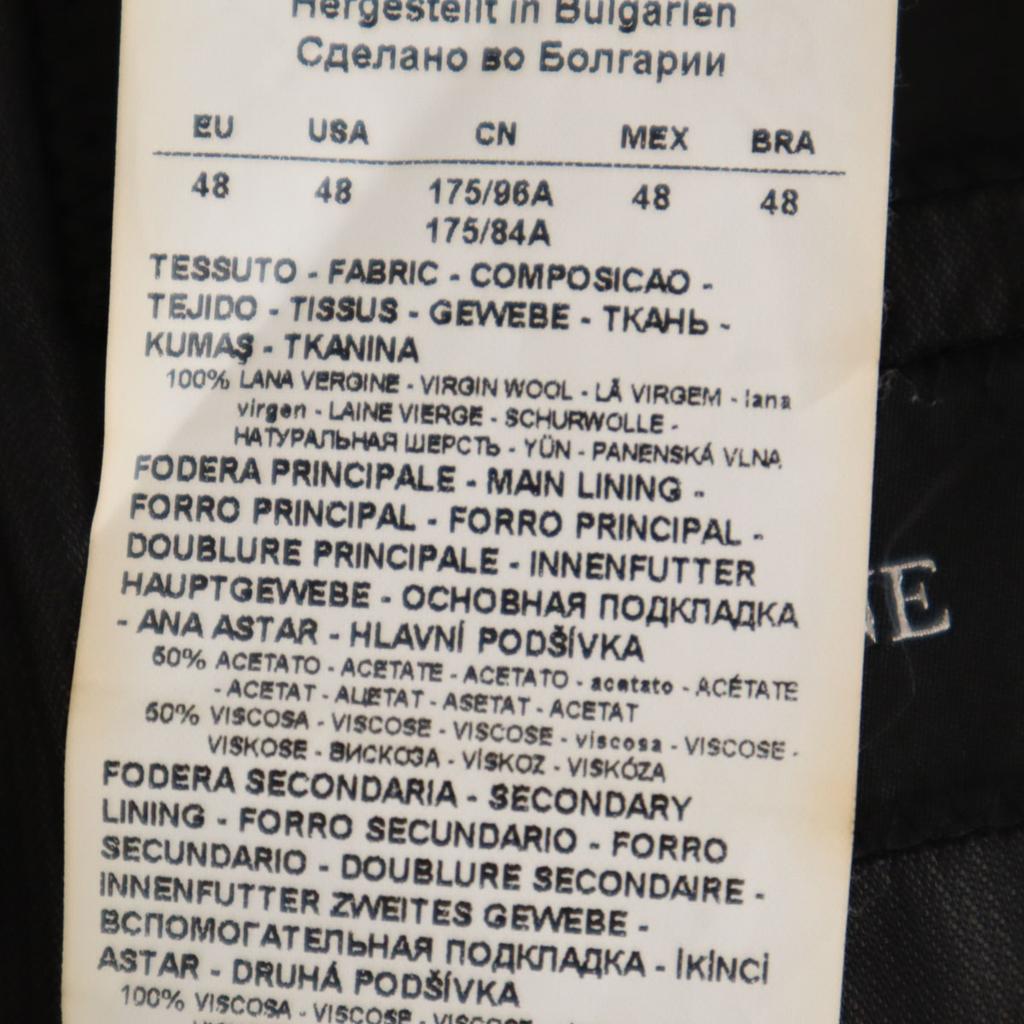 Hergestellt in Bulgarien
Сделано во Болгарии
EU USA CN MEX BRA
48 48 175/96A 48 48
175/84A
TESSUTO - FABRIC - COMPOSICAO -
TEJIDO - TISSUS - GEWEBE - ТКАНЬ -
KUMAŞ - TKANINA
100% LANA VERGINE - VIRGIN WOOL - LÃ VIRGEM - lana
virgen - LAINE VIERGE - SCHURWOLLE -
НАТУРАЛЬНАЯ ШЕРСТЬ - YÜN - PANENSKÁ VLNA
FODERA PRINCIPALE - MAIN LINING -
FORRO PRINCIPAL - FORRO PRINCIPAL -
DOUBLURE PRINCIPALE - INNENFUTTER
HAUPTGEWEBE - ОСНОВНАЯ ПОДКЛАДКА
- ANA ASTAR - HLAVNÍ PODŠÍVKA
50% ACETATO - ACETATE - ACETATO - acetato - ACÉTATE
- ACETAT - АЦЕТАТ - ASETAT - ACETAT
50% VISCOSA - VISCOSE - VISCOSE - viscosa - VISCOSE -
VISKOSE - ВИСКОЗА - VİSKOZ - VISKÓZA
FODERA SECONDARIA - SECONDARY
LINING - FORRO SECUNDARIO - FORRO
SECUNDARIO - DOUBLURE SECONDAIRE -
INNENFUTTER ZWEITES GEWEBE -
ВСПОМОГАТЕЛЬНАЯ ПОДКЛАДКА - İKİNCİ
ASTAR - DRUHÁ PODŠÍVKA
100% VISCOSA - VISCOSE - VISCOSE
NE